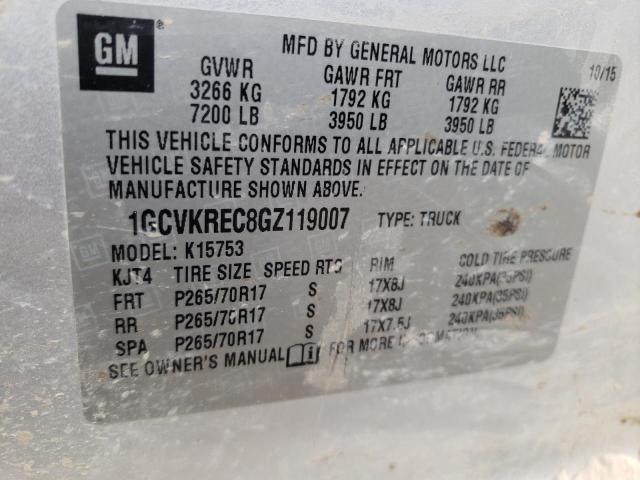 GM ®
MFD BY GENERAL MOTORS LLC
10/15
GVWR GAWR FRT GAWR RR
3266 KG 1792 KG 1792 KG
7200 LB 3950 LB 3950 LB
THIS VEHICLE CONFORMS TO ALL APPLICABLE U.S. FEDERAL MOTOR
VEHICLE SAFETY STANDARDS IN EFFECT ON THE DATE OF
MANUFACTURE SHOWN ABOVE.
1GCVKREC8GZ119007 TYPE: TRUCK
MODEL: K15753
KJT4 TIRE SIZE SPEED RTG RIM COLD TIRE PRESSURE
FRT P265/70R17 S 17X8J 240KPA(35PSI)
RR P265/70R17 S 17X8J 240KPA(35PSI)
SPA P265/70R17 S 17X7.5J 240KPA(35PSI)
SEE OWNER'S MANUAL FOR MORE INFORMATION